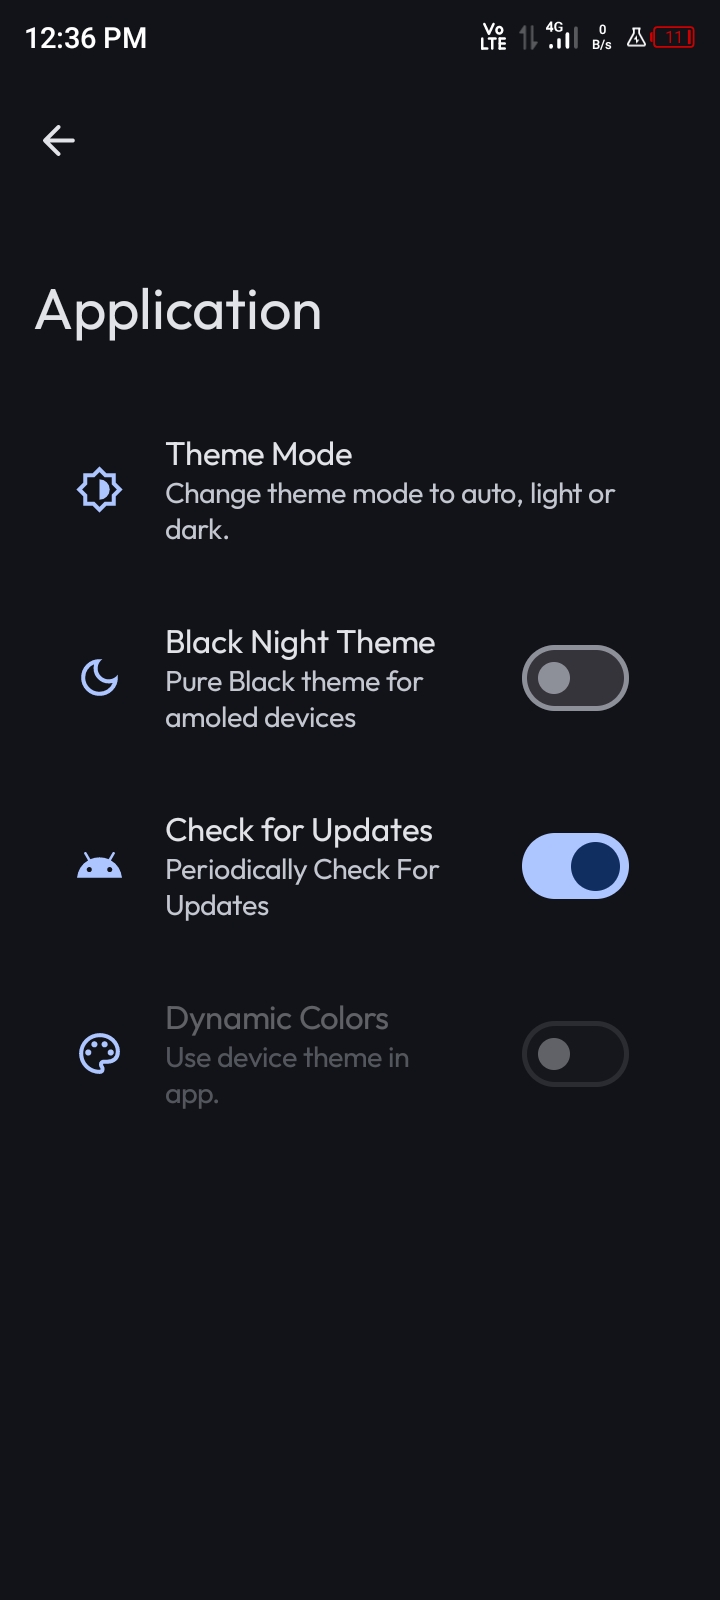 12:36 PM
Vo
LTE
4G
0
B/s
11
Application
Theme Mode
Change theme mode to auto, light or
dark.
Black Night Theme
Pure Black theme for
amoled devices
Check for Updates
Periodically Check For
Updates
Dynamic Colors
Use device theme in
app.